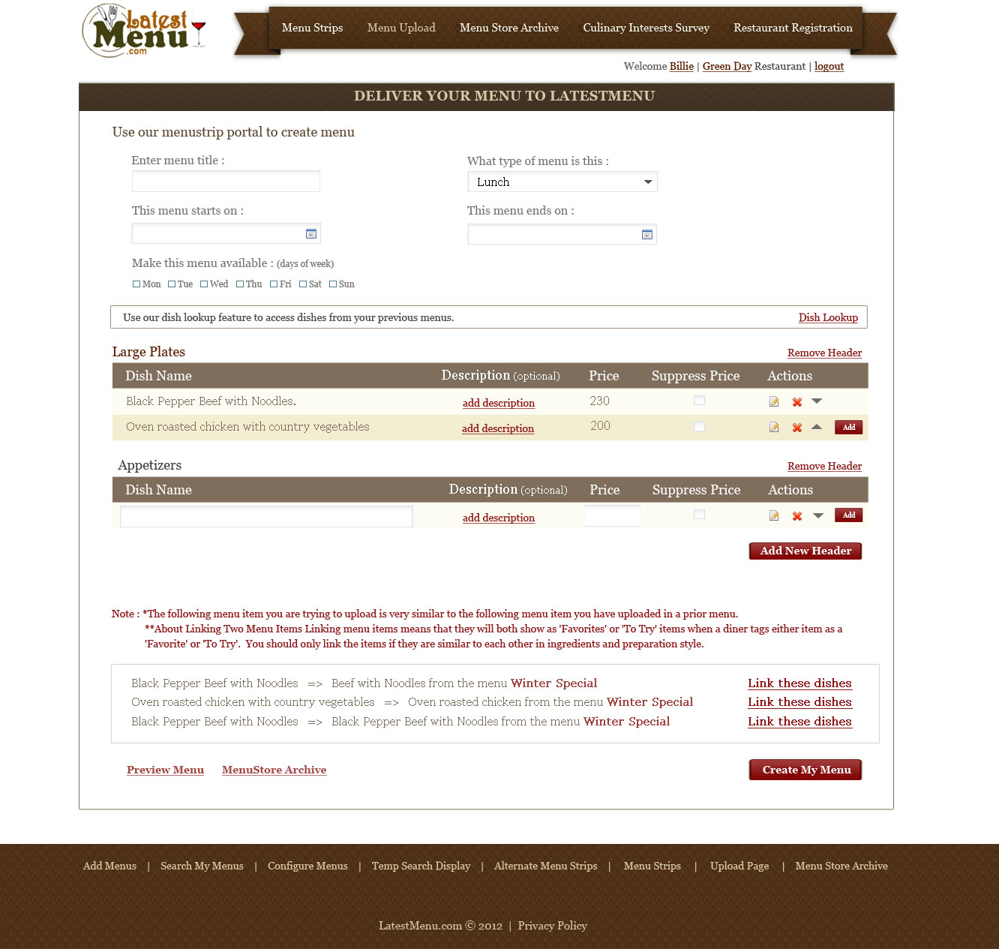 Latest
Menu
.com
Menu Strips Menu Upload Menu Store Archive Culinary Interests Survey Restaurant Registration
Welcome Billie | Green Day Restaurant | logout
DELIVER YOUR MENU TO LATESTMENU
Use our menustrip portal to create menu
Enter menu title : What type of menu is this :
Lunch
This menu starts on : This menu ends on :
Make this menu available : (days of week)
Mon Tue Wed Thu Fri Sat Sun
Use our dish lookup feature to access dishes from your previous menus. Dish Lookup
Large Plates Remove Header
Dish Name Description (optional) Price Suppress Price Actions
Black Pepper Beef with Noodles. add description 230
Oven roasted chicken with country vegetables add description 200 Add
Appetizers Remove Header
Dish Name Description (optional) Price Suppress Price Actions
add description Add
Add New Header
Note : *The following menu item you are trying to upload is very similar to the following menu item you have uploaded in a prior menu.
**About Linking Two Menu Items Linking menu items means that they will both show as 'Favorites' or 'To Try' items when a diner tags either item as a
'Favorite' or 'To Try'. You should only link the items if they are similar to each other in ingredients and preparation style.
Black Pepper Beef with Noodles => Beef with Noodles from the menu Winter Special Link these dishes
Oven roasted chicken with country vegetables => Oven roasted chicken from the menu Winter Special Link these dishes
Black Pepper Beef with Noodles => Black Pepper Beef with Noodles from the menu Winter Special Link these dishes
Preview Menu MenuStore Archive Create My Menu
Add Menus | Search My Menus | Configure Menus | Temp Search Display | Alternate Menu Strips | Menu Strips | Upload Page | Menu Store Archive
LatestMenu.com © 2012 | Privacy Policy